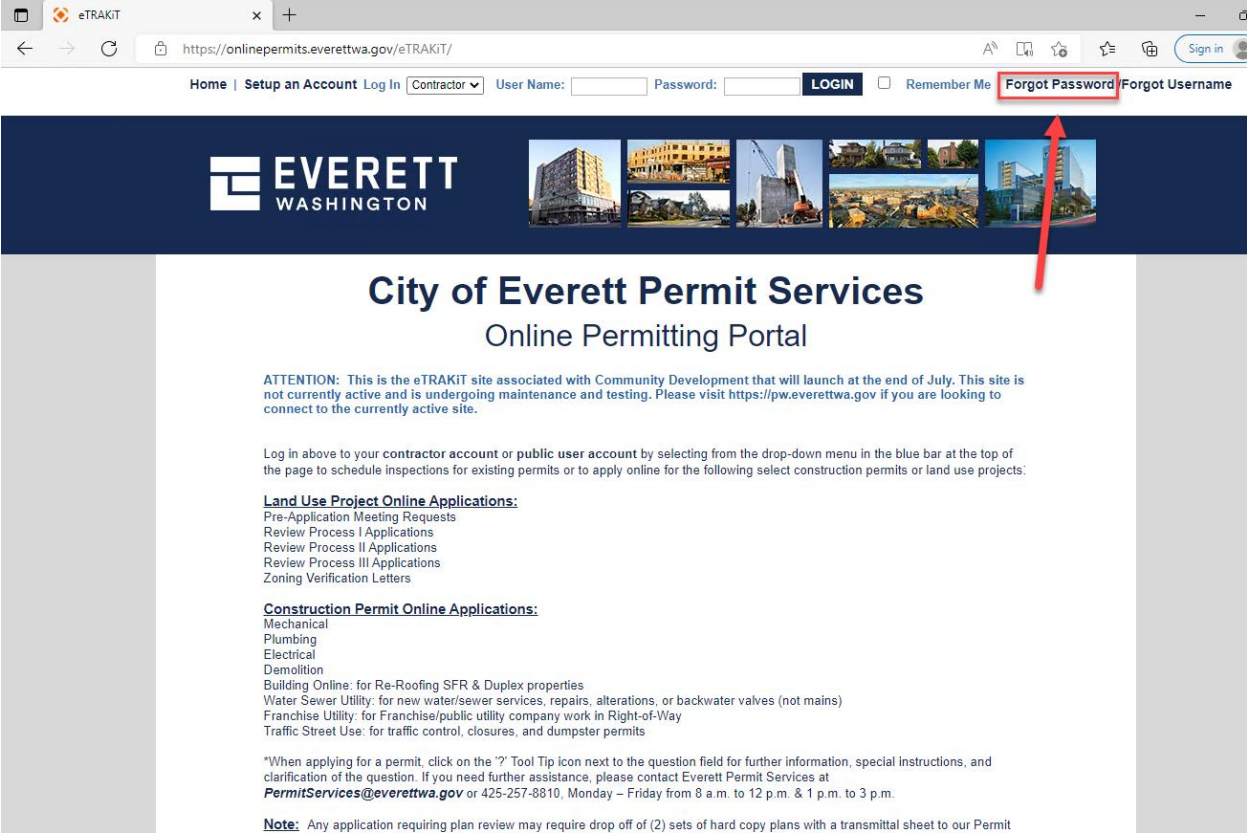 eTRAKiT
https://onlinepermits.everettwa.gov/eTRAKiT/
Sign in
Home | Setup an Account Log In Contractor User Name: Password: LOGIN Remember Me Forgot Password/Forgot Username
EVERETT
WASHINGTON
City of Everett Permit Services
Online Permitting Portal
ATTENTION: This is the eTRAKiT site associated with Community Development that will launch at the end of July. This site is
not currently active and is undergoing maintenance and testing. Please visit https://pw.everettwa.gov if you are looking to
connect to the currently active site.
Log in above to your contractor account or public user account by selecting from the drop-down menu in the blue bar at the top of
the page to schedule inspections for existing permits or to apply online for the following select construction permits or land use projects:
Land Use Project Online Applications:
Pre-Application Meeting Requests
Review Process I Applications
Review Process II Applications
Review Process III Applications
Zoning Verification Letters
Construction Permit Online Applications:
Mechanical
Plumbing
Electrical
Demolition
Building Online: for Re-Roofing SFR & Duplex properties
Water Sewer Utility: for new water/sewer services, repairs, alterations, or backwater valves (not mains)
Franchise Utility: for Franchise/public utility company work in Right-of-Way
Traffic Street Use: for traffic control, closures, and dumpster permits
*When applying for a permit, click on the '?' Tool Tip icon next to the question field for further information, special instructions, and
clarification of the question. If you need further assistance, please contact Everett Permit Services at
PermitServices@everettwa.gov or 425-257-8810, Monday – Friday from 8 a.m. to 12 p.m. & 1 p.m. to 3 p.m.
Note: Any application requiring plan review may require drop off of (2) sets of hard copy plans with a transmittal sheet to our Permit